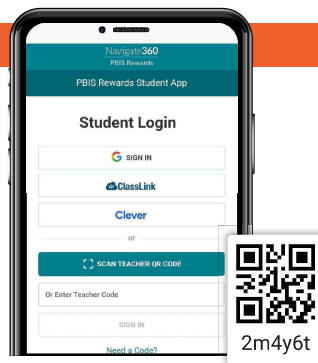 Navigate360
PBIS Rewards
PBIS Rewards Student App
Student Login
G SIGN IN
ClassLink
Clever
or
SCAN TEACHER QR CODE
Or Enter Teacher Code
SIGN IN
Need a Code?
2m4y6t